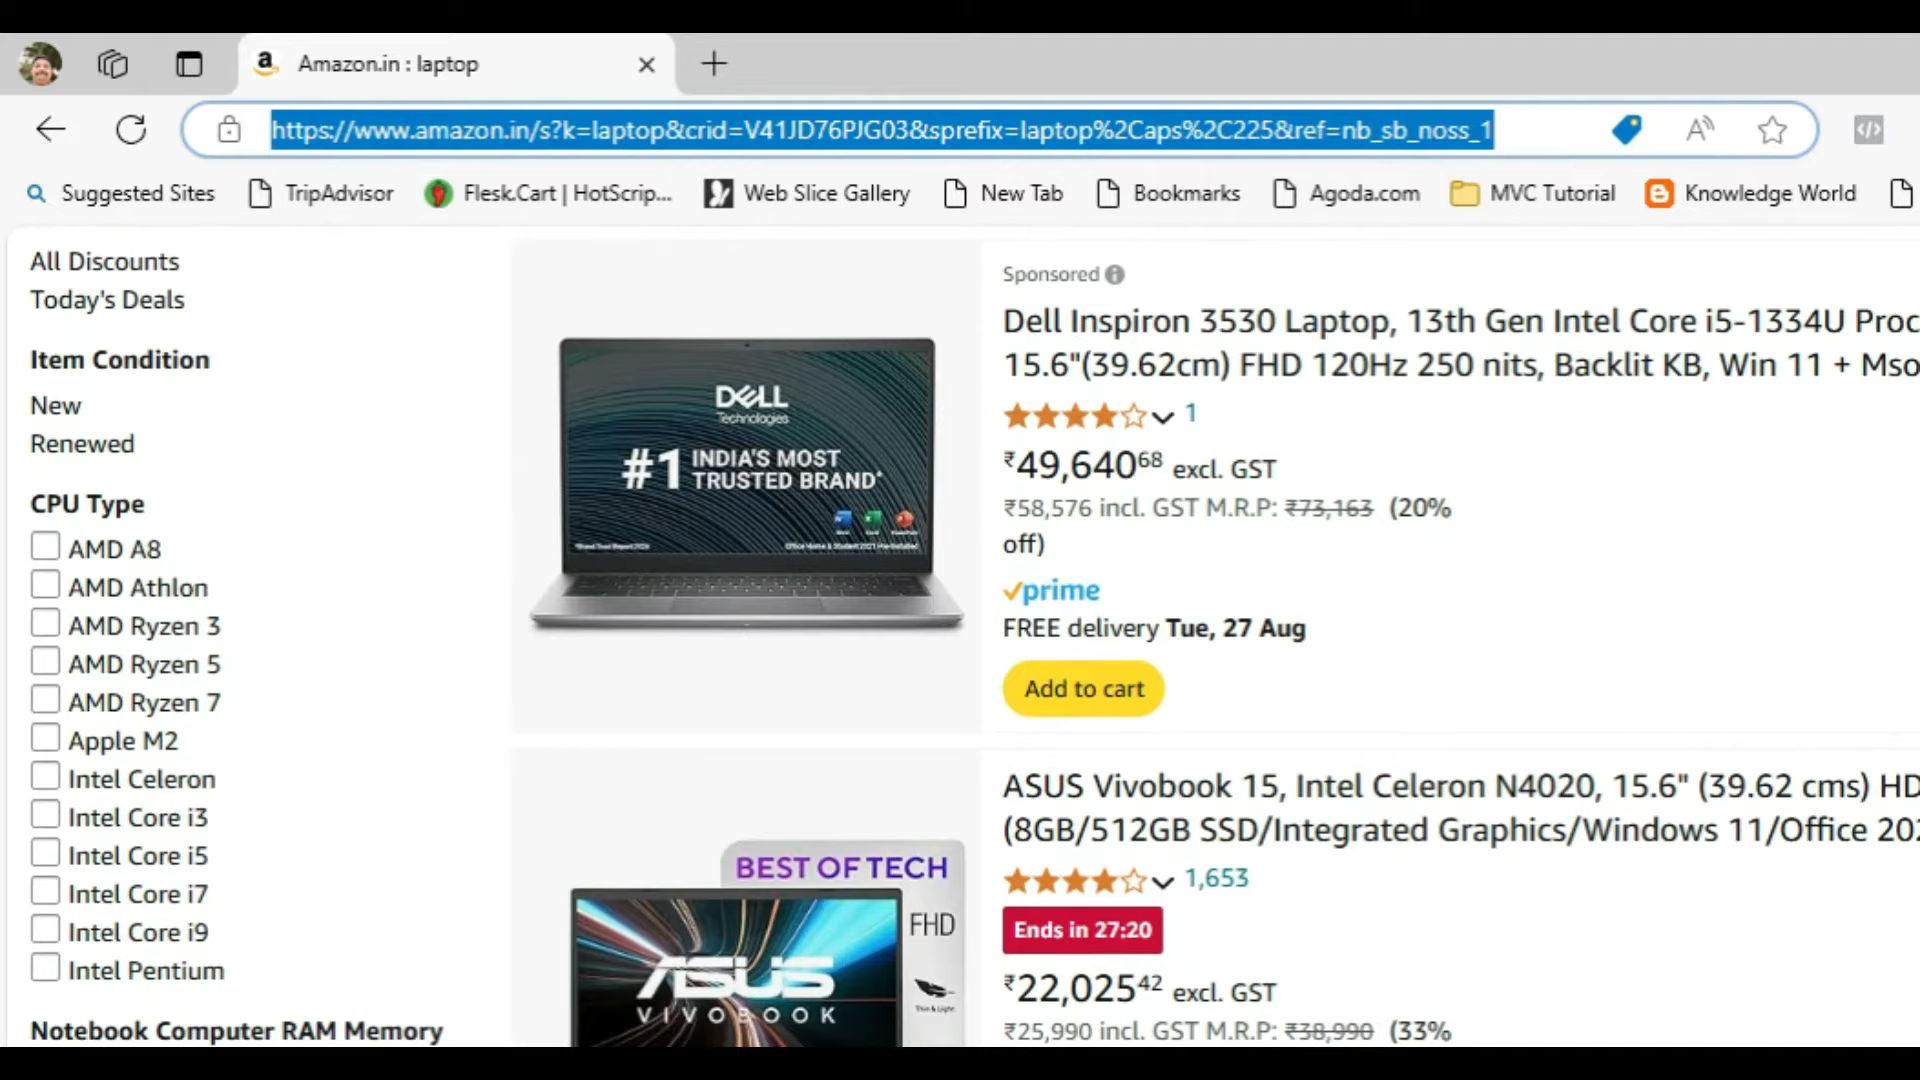 Amazon.in : laptop
https://www.amazon.in/s?k=laptop&crid=V41JD76PJG03&sprefix=laptop%2Caps%2C225&ref=nb_sb_noss_1
Suggested Sites TripAdvisor Flesk.Cart | HotScrip... Web Slice Gallery New Tab Bookmarks Agoda.com MVC Tutorial Knowledge World
All Discounts
Today's Deals
Item Condition
New
Renewed
CPU Type
AMD A8
AMD Athlon
AMD Ryzen 3
AMD Ryzen 5
AMD Ryzen 7
Apple M2
Intel Celeron
Intel Core i3
Intel Core i5
Intel Core i7
Intel Core i9
Intel Pentium
Notebook Computer RAM Memory
DELL
Technologies
#1 INDIA'S MOST
TRUSTED BRAND*
Sponsored
Dell Inspiron 3530 Laptop, 13th Gen Intel Core i5-1334U Proc
15.6"(39.62cm) FHD 120Hz 250 nits, Backlit KB, Win 11 + Mso
1
₹49,64068 excl. GST
₹58,576 incl. GST M.R.P: ₹73,163 (20%
off)
prime
FREE delivery Tue, 27 Aug
Add to cart
BEST OF TECH
FHD
Thin & Light
ASUS
VIVOBOOK
ASUS Vivobook 15, Intel Celeron N4020, 15.6" (39.62 cms) HD
(8GB/512GB SSD/Integrated Graphics/Windows 11/Office 202
1,653
Ends in 27:20
₹22,02542 excl. GST
₹25,990 incl. GST M.R.P: ₹38,990 (33%